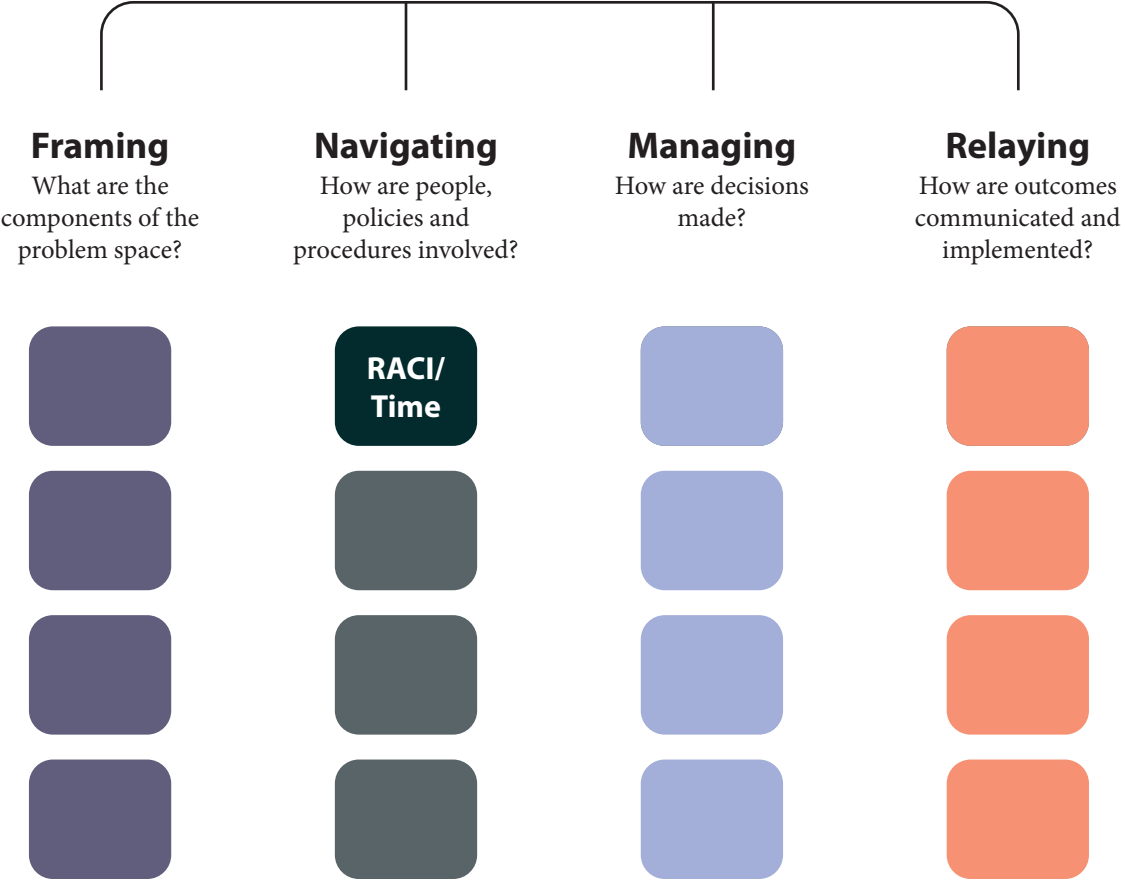 Framing
What are the
components of the
problem space?
Navigating
How are people,
policies and
procedures involved?
Managing
How are decisions
made?
Relaying
How are outcomes
communicated and
implemented?
RACI/
Time